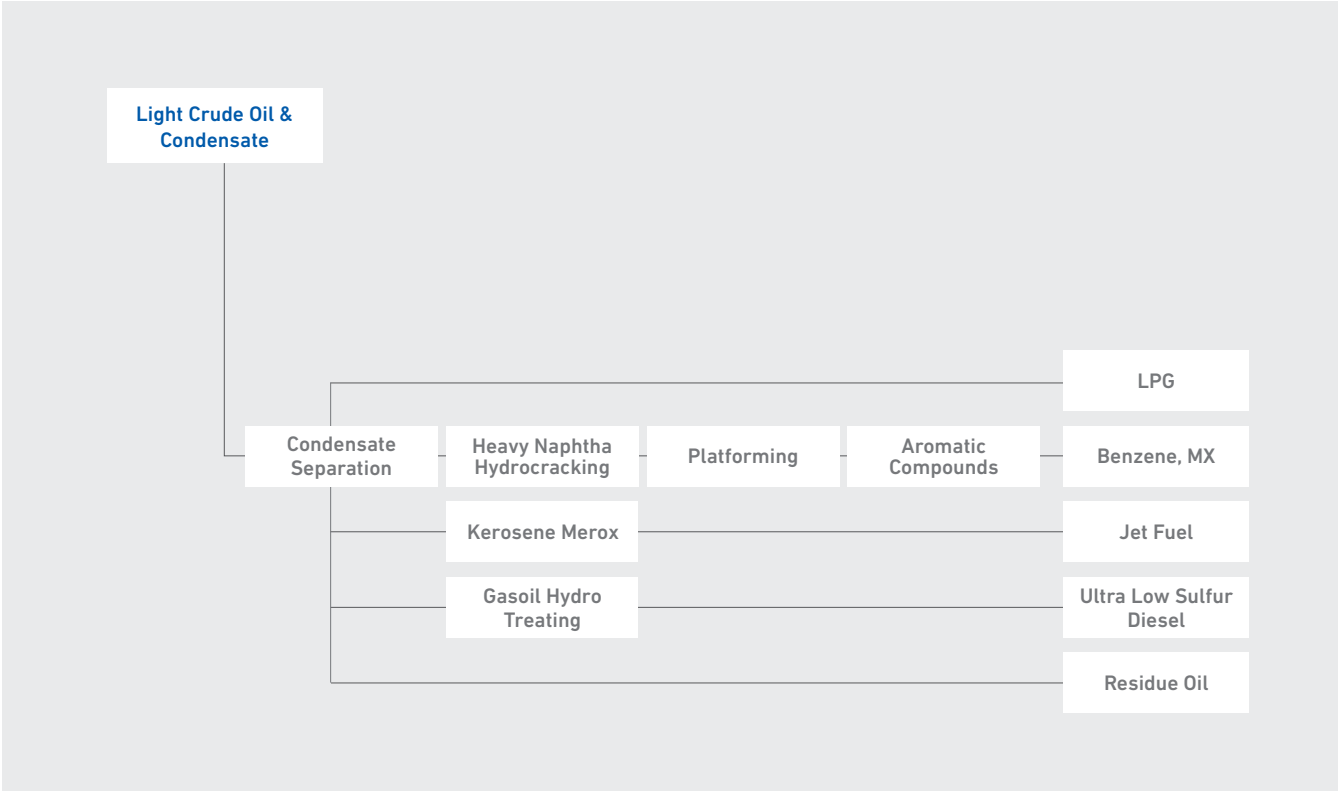 Light Crude Oil &
Condensate
LPG
Condensate
Separation
Heavy Naphtha
Hydrocracking
Platforming
Aromatic
Compounds
Benzene, MX
Kerosene Merox
Jet Fuel
Gasoil Hydro
Treating
Ultra Low Sulfur
Diesel
Residue Oil